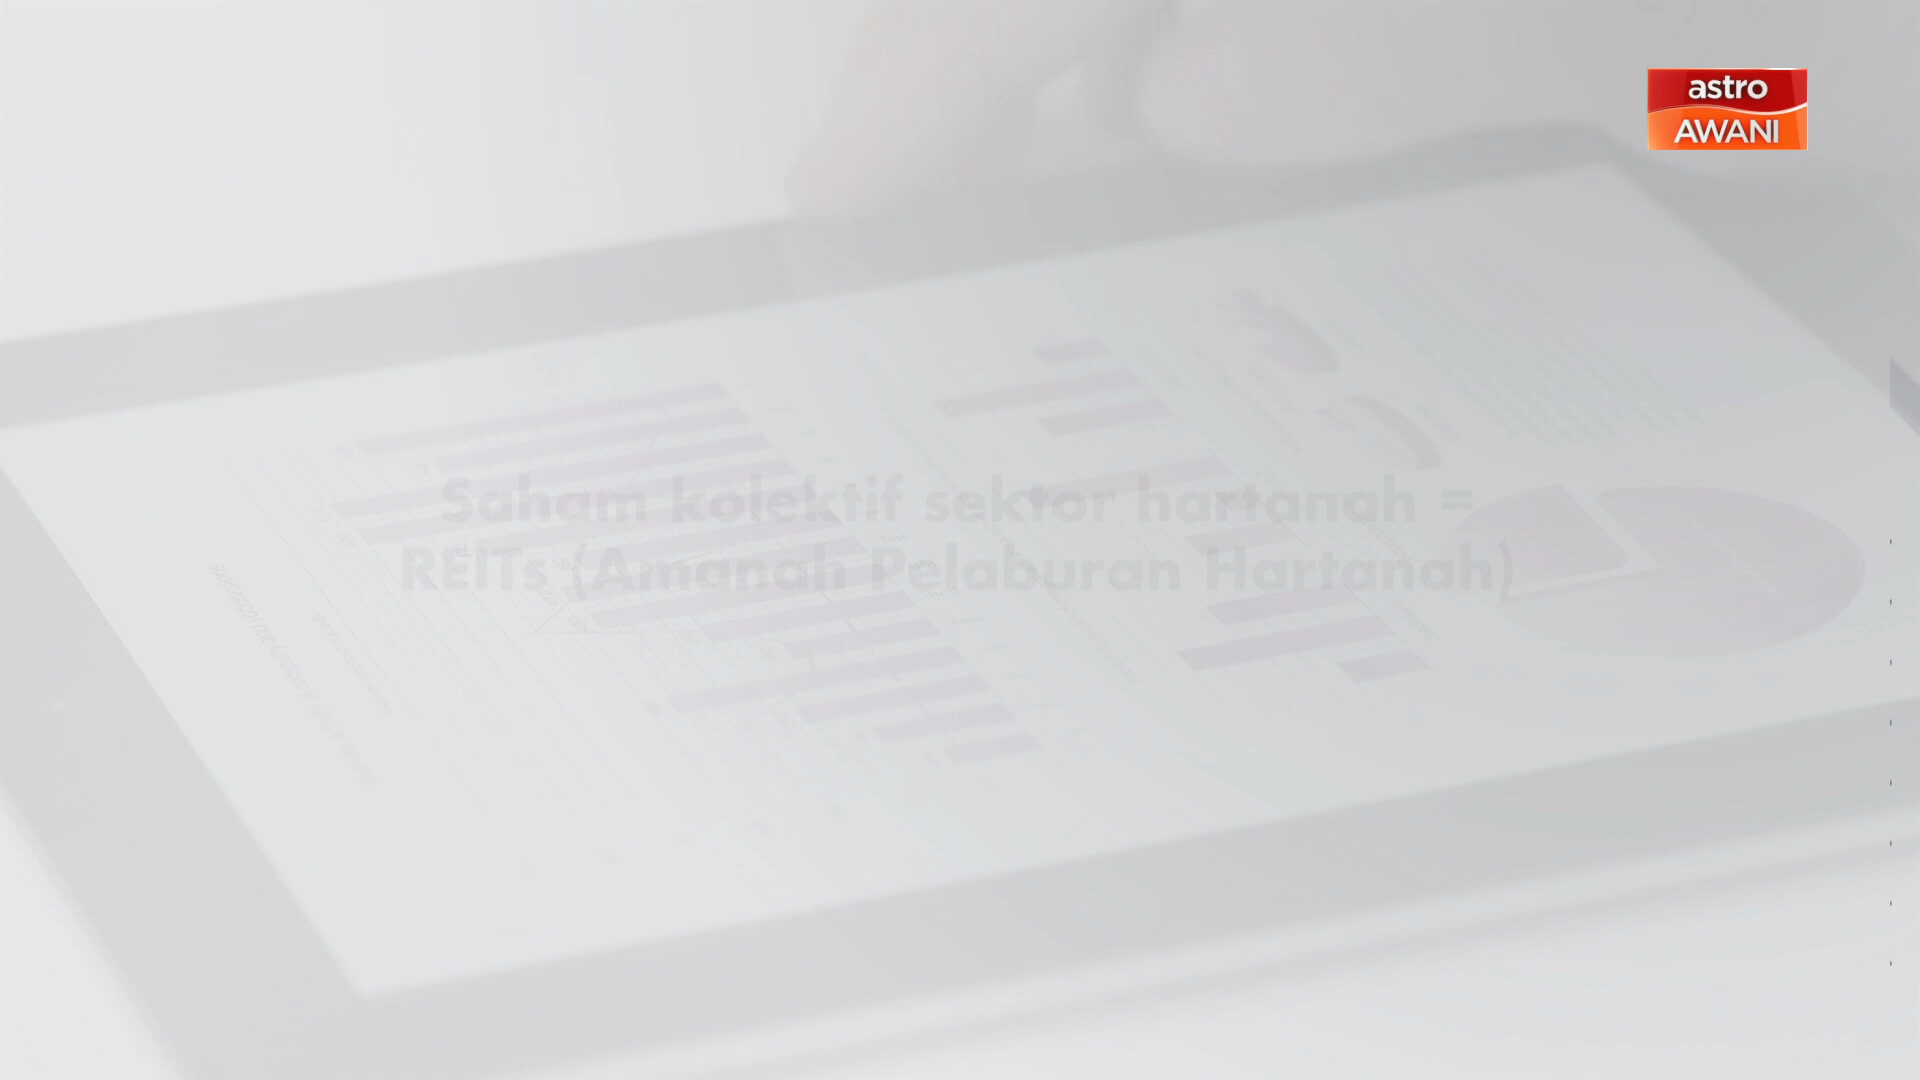 astro
AWANI
Saham kolektif sektor hartanah =
REITs (Amanah Pelaburan Hartanah)